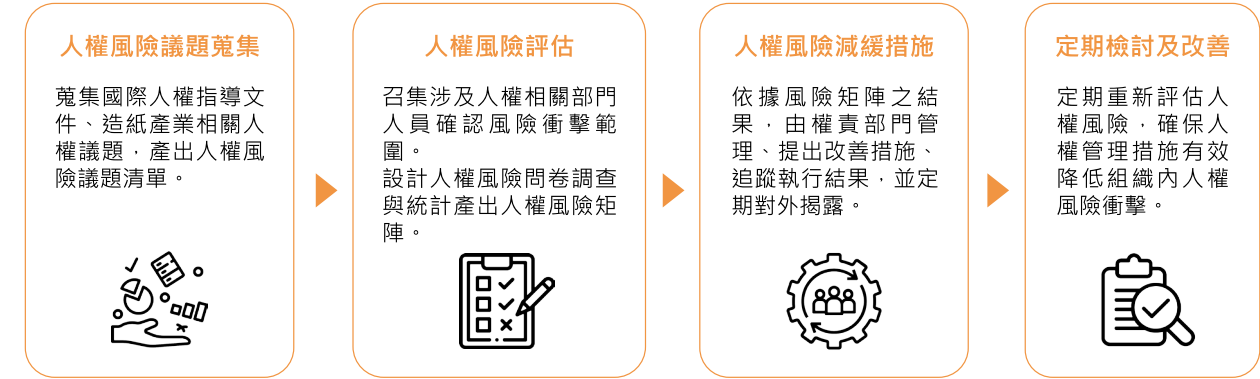 人權風險議題蒐集
蒐集國際人權指導文
件、造紙產業相關人
權議題，產出人權風
險議題清單。
人權風險評估
召集涉及人權相關部門
人員確認風險衝擊範
圍。
設計人權風險問卷調查
與統計產出人權風險矩
陣。
人權風險減緩措施
依據風險矩陣之結
果，由權責部門管
理、提出改善措施、
追蹤執行結果，並定
期對外揭露。
定期檢討及改善
定期重新評估人
權風險，確保人
權管理措施有效
降低組織內人權
風險衝擊。